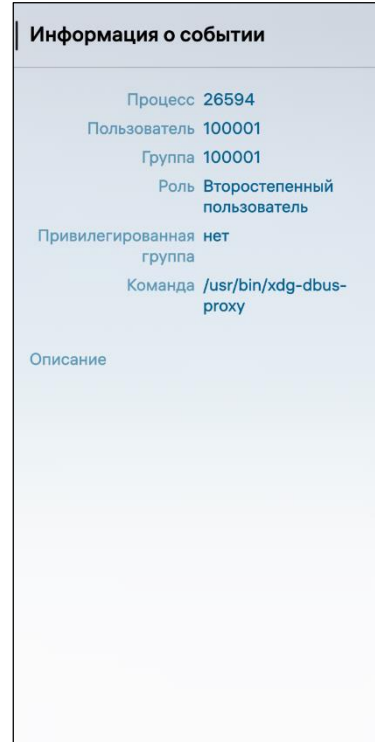 Информация о событии
Процесс 26594
Пользователь 100001
Группа 100001
Роль Второстепенный
пользователь
Привилегированная нет
группа
Команда /usr/bin/xdg-dbus-
proxy
Описание